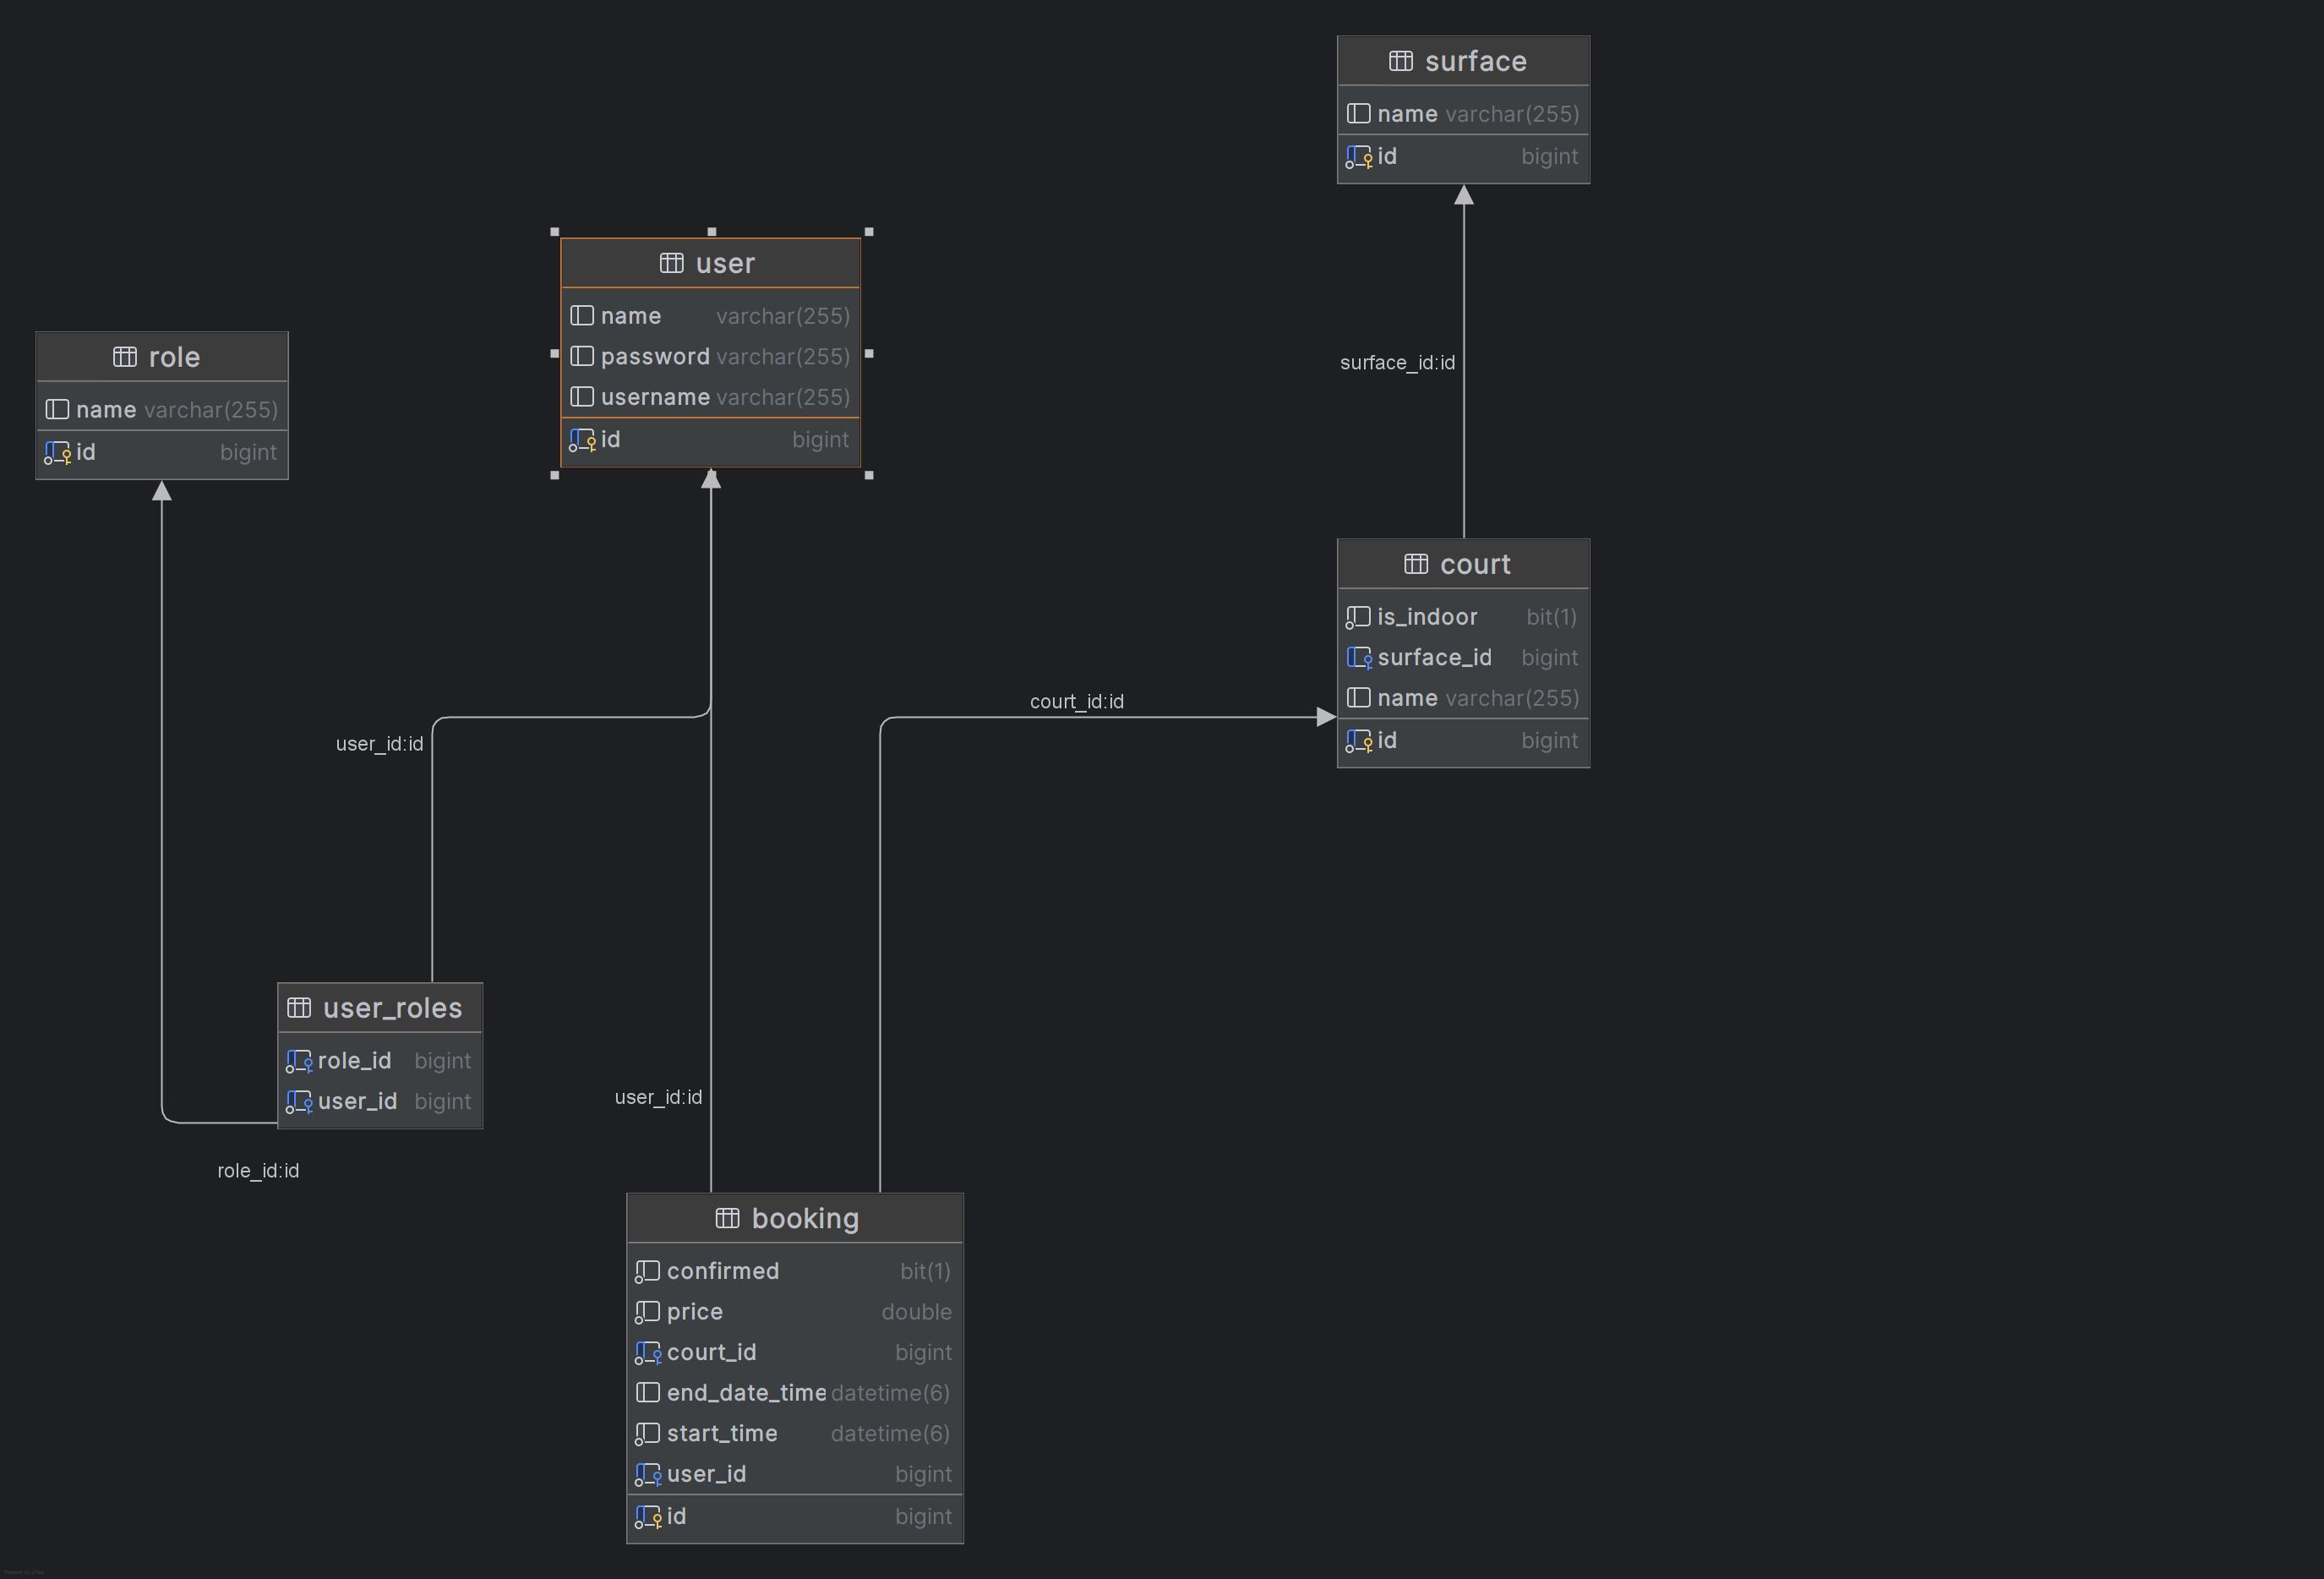 surface
name varchar(255)
id bigint
surface_id:id
user
name varchar(255)
password varchar(255)
username varchar(255)
id bigint
role
name varchar(255)
id bigint
court
is_indoor bit(1)
surface_id bigint
name varchar(255)
id bigint
court_id:id
user_id:id
user_roles
role_id bigint
user_id bigint
role_id:id
user_id:id
booking
confirmed bit(1)
price double
court_id bigint
end_date_time datetime(6)
start_time datetime(6)
user_id bigint
id bigint